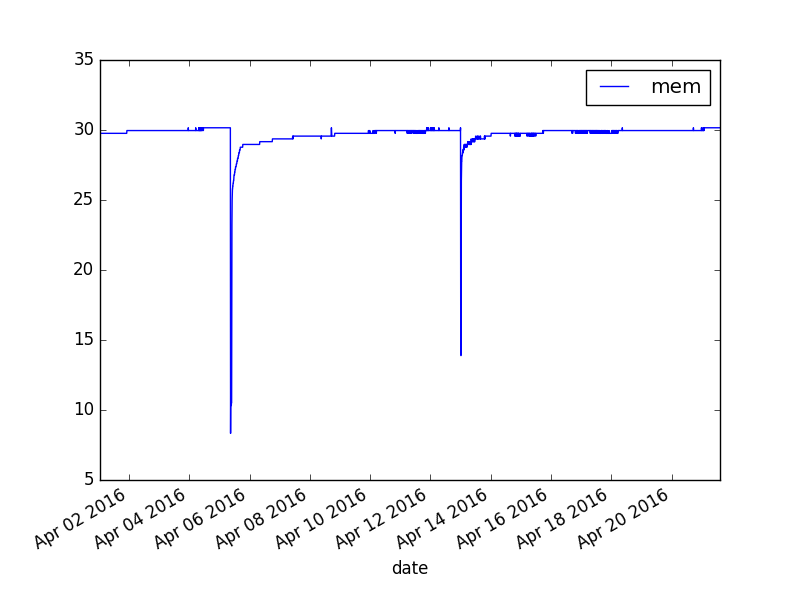 35
30
25
20
15
10
5
mem
Apr 02 2016
Apr 04 2016
Apr 06 2016
Apr 08 2016
Apr 10 2016
Apr 12 2016
Apr 14 2016
Apr 16 2016
Apr 18 2016
Apr 20 2016
date